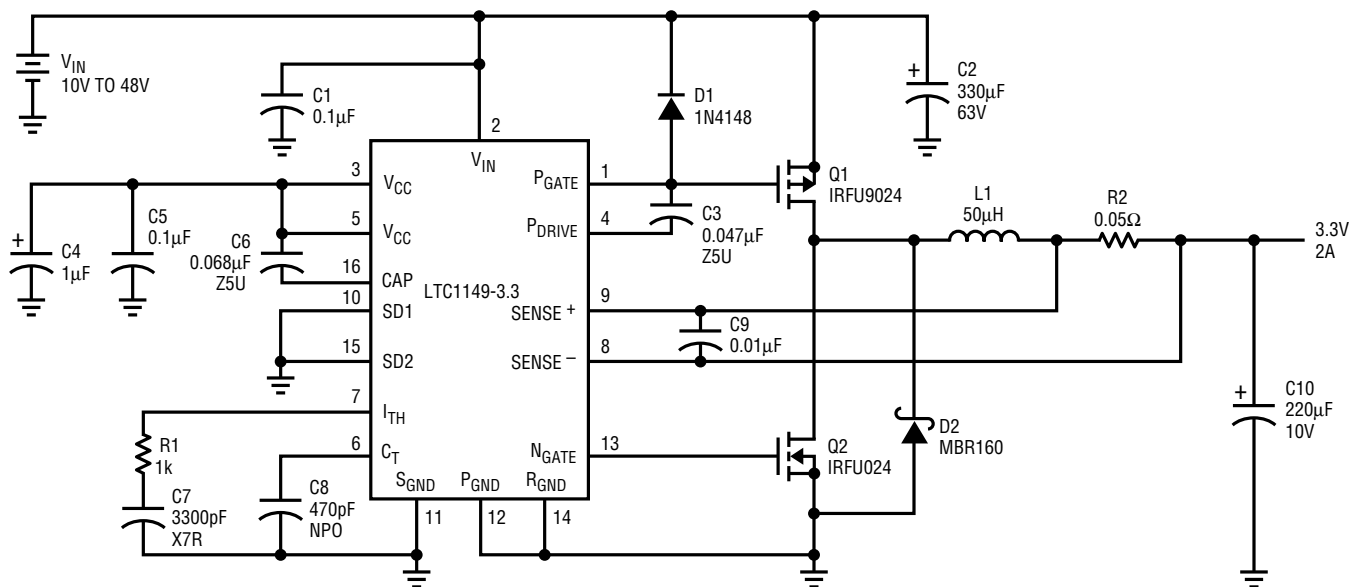 V_IN
10V TO 48V
C1
0.1µF
2
V_IN
D1
1N4148
+
C2
330µF
63V
3
V_CC
P_GATE
1
Q1
IRFU9024
L1
50µH
R2
0.05Ω
3.3V
2A
+
C4
1µF
C5
0.1µF
5
V_CC
C6
0.068µF
Z5U
P_DRIVE
4
C3
0.047µF
Z5U
16
CAP
LTC1149-3.3
10
SD1
SENSE +
9
C9
0.01µF
15
SD2
SENSE −
8
7
I_TH
R1
1k
6
C_T
N_GATE
13
Q2
IRFU024
D2
MBR160
+
C10
220µF
10V
C7
3300pF
X7R
C8
470pF
NPO
S_GND
P_GND
R_GND
11
12
14